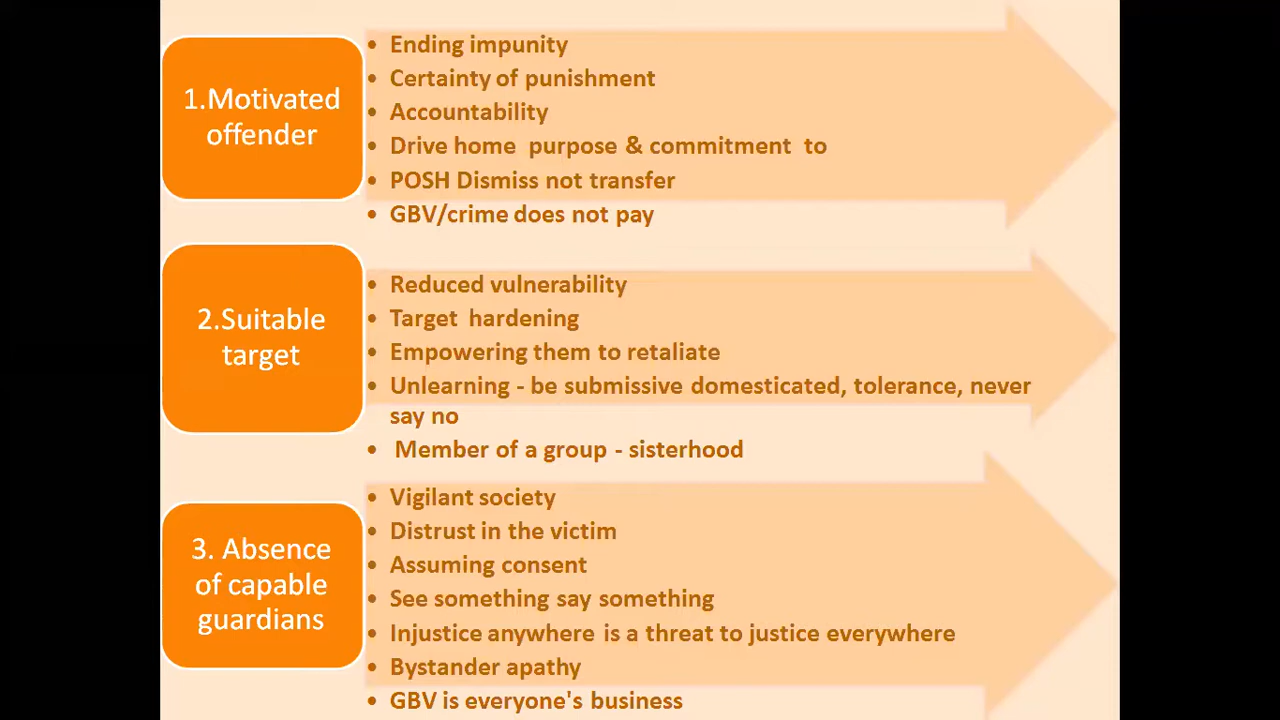 1.Motivated
offender
• Ending impunity
• Certainty of punishment
• Accountability
• Drive home purpose & commitment to
• POSH Dismiss not transfer
• GBV/crime does not pay
2.Suitable
target
• Reduced vulnerability
• Target hardening
• Empowering them to retaliate
• Unlearning - be submissive domesticated, tolerance, never
say no
• Member of a group - sisterhood
3. Absence
of capable
guardians
• Vigilant society
• Distrust in the victim
• Assuming consent
• See something say something
• Injustice anywhere is a threat to justice everywhere
• Bystander apathy
• GBV is everyone's business